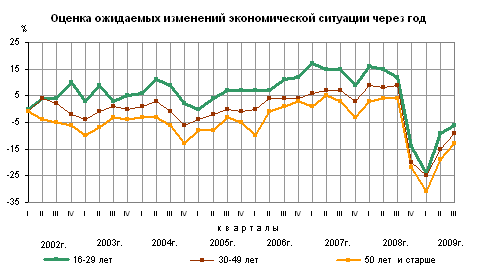 Оценка ожидаемых изменений экономической ситуации через год
%
25
15
5
-5
-15
-25
-35
I II III IV I II III IV I II III IV I II III IV I II III IV I II III IV I II III IV I II III
кварталы
2002г. 2003г. 2004г. 2005г. 2006г. 2007г. 2008г. 2009г.
16-29 лет 30-49 лет 50 лет и старше